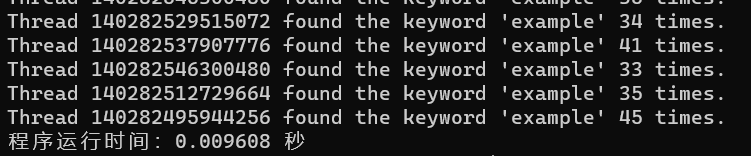 Thread 140282529515072 found the keyword 'example' 34 times.
Thread 140282537907776 found the keyword 'example' 41 times.
Thread 140282546300480 found the keyword 'example' 33 times.
Thread 140282512729664 found the keyword 'example' 35 times.
Thread 140282495944256 found the keyword 'example' 45 times.
程序运行时间：0.009608 秒